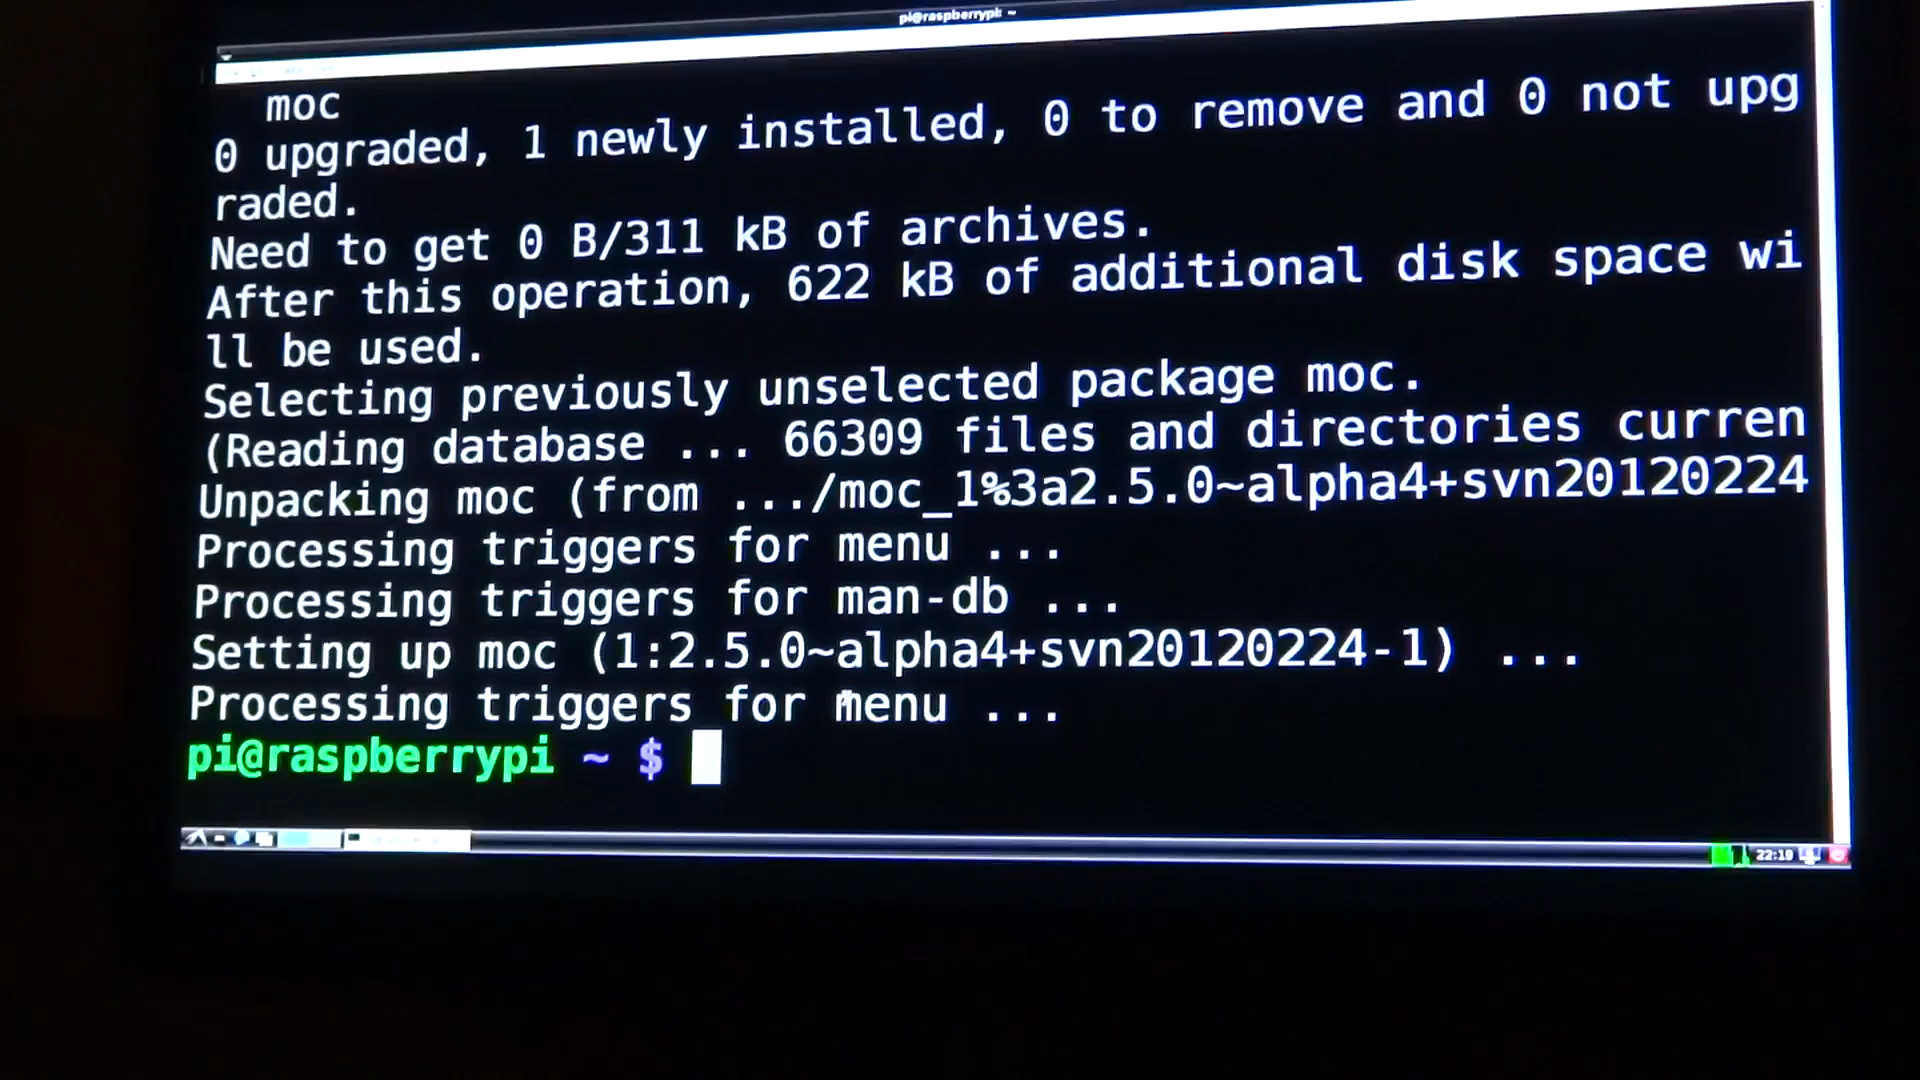 pi@raspberrypi: ~
moc
0 upgraded, 1 newly installed, 0 to remove and 0 not upg
raded.
Need to get 0 B/311 kB of archives.
After this operation, 622 kB of additional disk space wi
ll be used.
Selecting previously unselected package moc.
(Reading database ... 66309 files and directories curren
Unpacking moc (from .../moc_1%3a2.5.0~alpha4+svn20120224
Processing triggers for menu ...
Processing triggers for man-db ...
Setting up moc (1:2.5.0~alpha4+svn20120224-1) ...
Processing triggers for menu ...
pi@raspberrypi ~ $
22:19